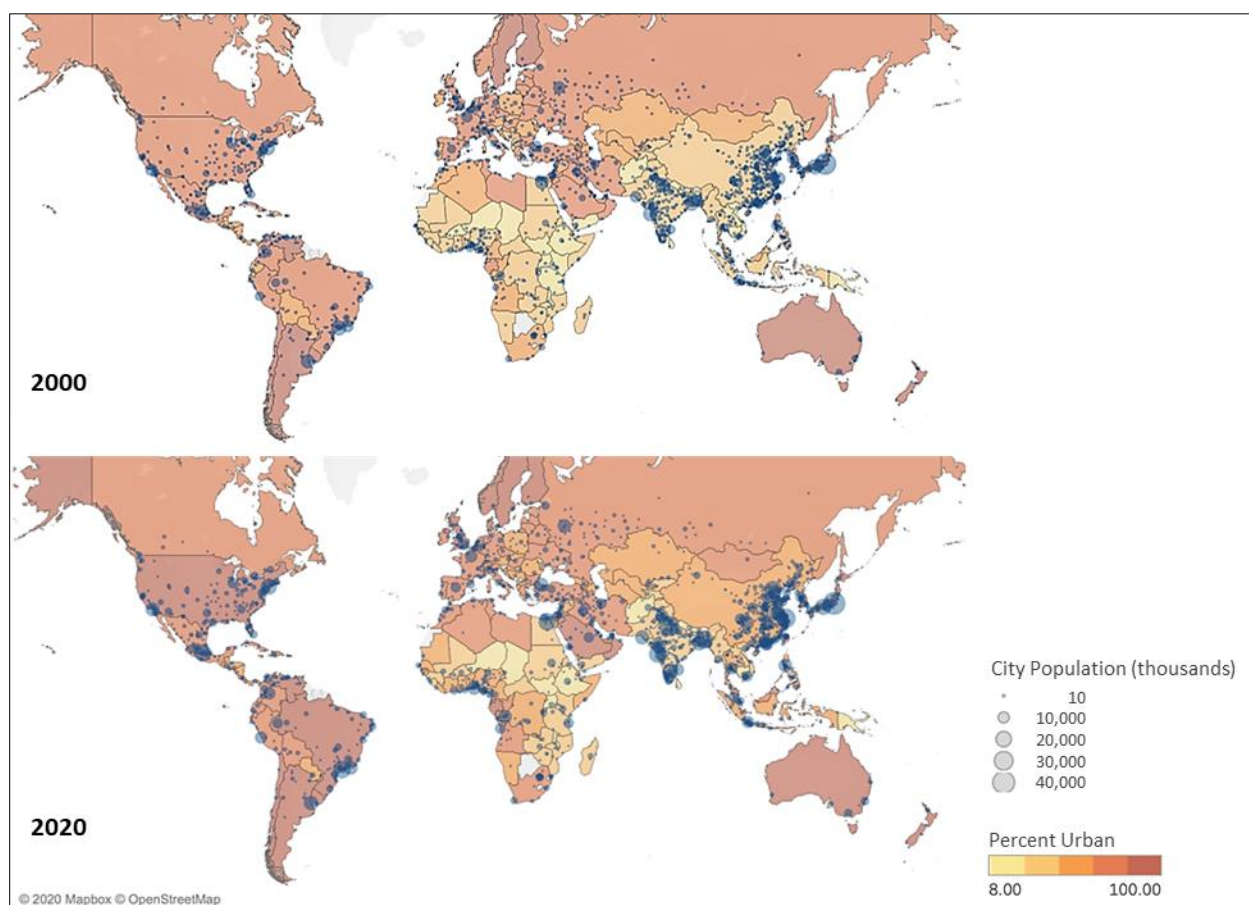 2000
2020
City Population (thousands)
10
10,000
20,000
30,000
40,000
Percent Urban
8.00 100.00
© 2020 Mapbox © OpenStreetMap